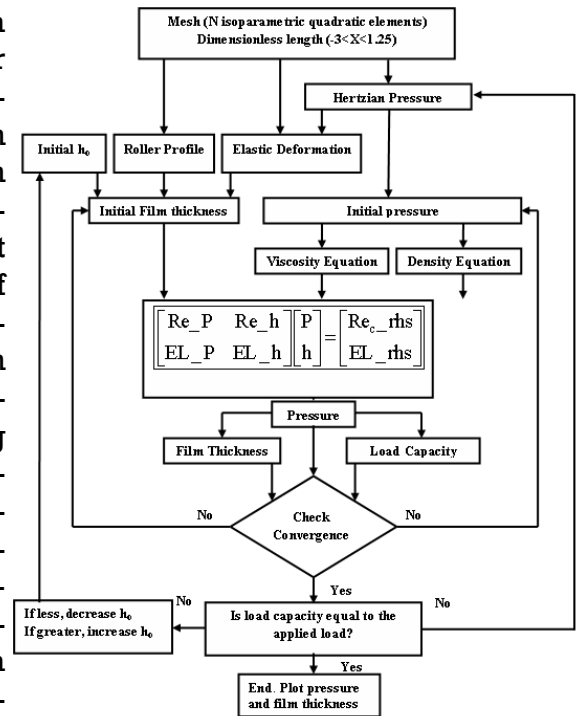 Mesh (N isoparametric quadratic elements)
Dimensionless length (-3<X<1.25)
Hertzian Pressure
Initial h₀
Roller Profile
Elastic Deformation
Initial Film thickness
Initial pressure
Viscosity Equation
Density Equation
[Re_P Re_h] [P] = [Re_c_rhs]
[EL_P EL_h] [h] [EL_rhs]
Pressure
Film Thickness
Load Capacity
No
Check
Convergence
No
Yes
If less, decrease h₀
If greater, increase h₀
No
Is load capacity equal to the
applied load?
No
Yes
End. Plot pressure
and film thickness